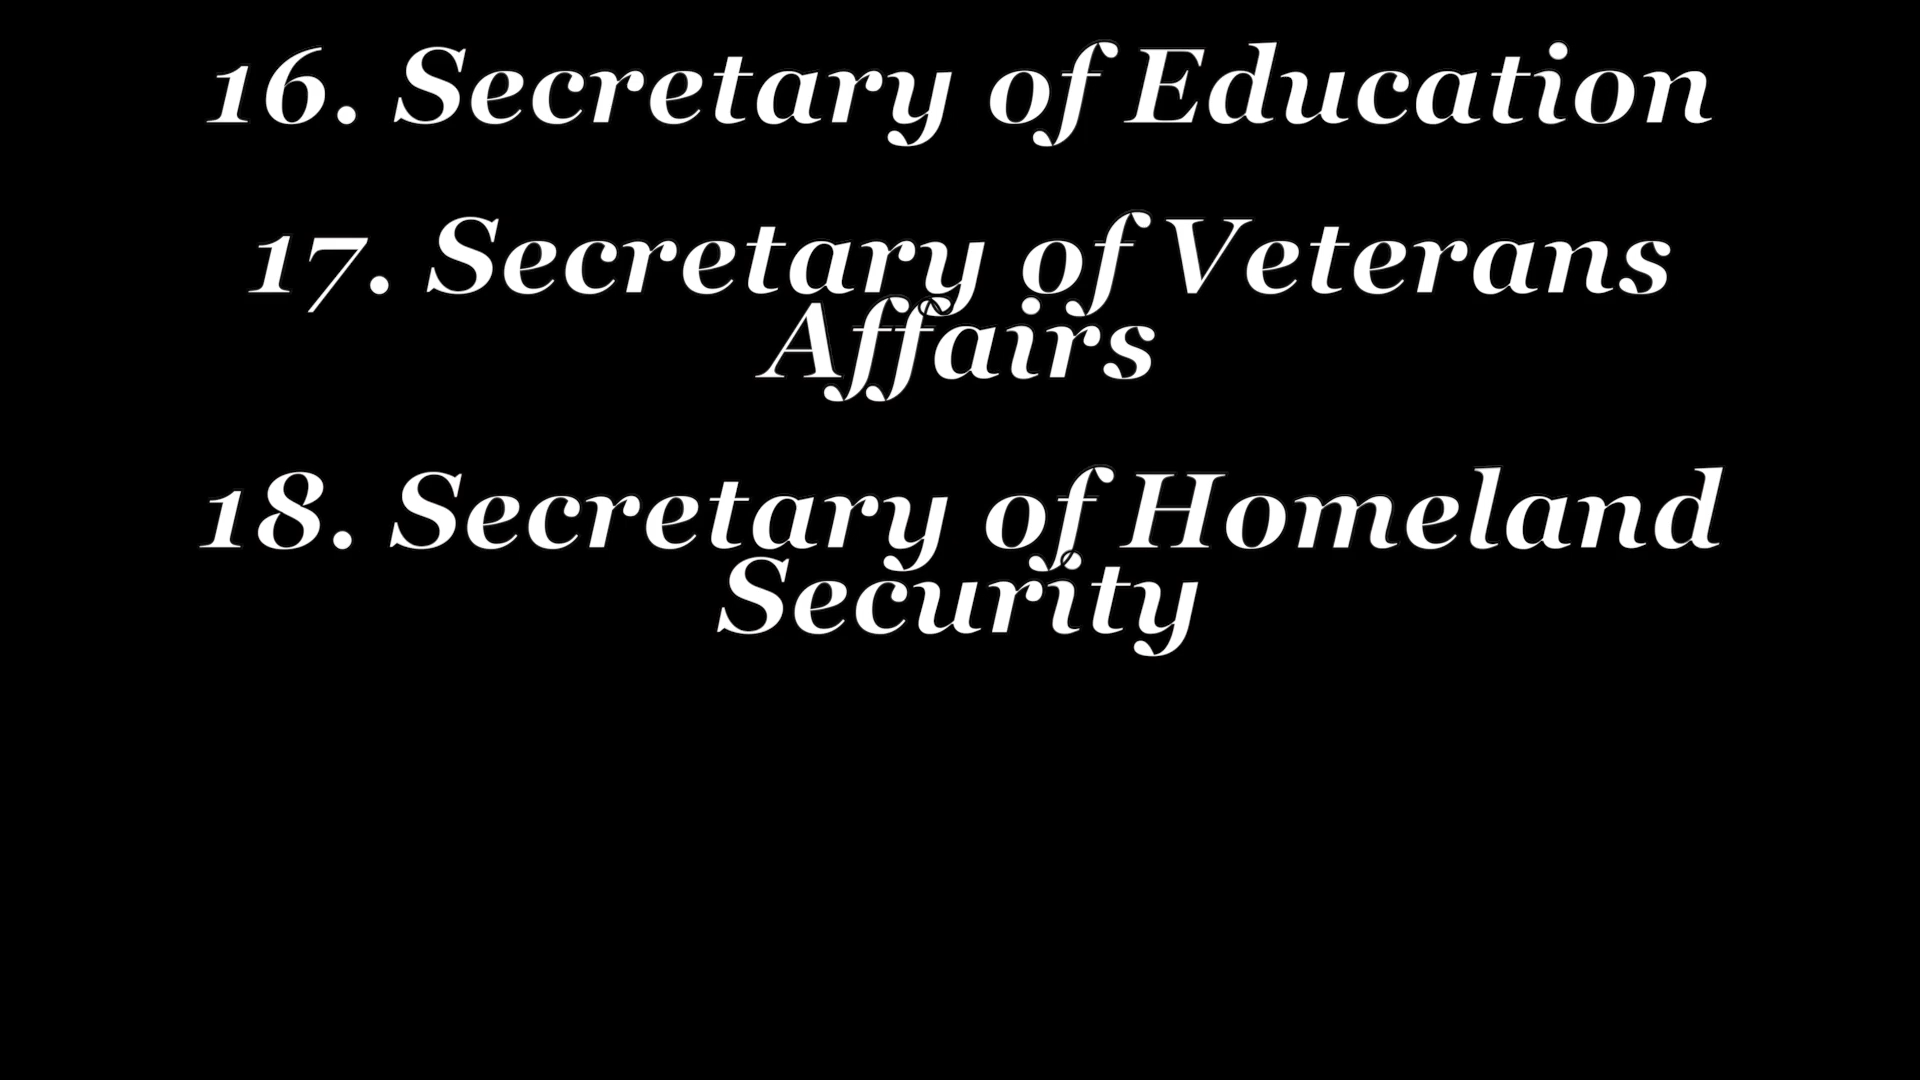 16. Secretary of Education
17. Secretary of Veterans
Affairs
18. Secretary of Homeland
Security